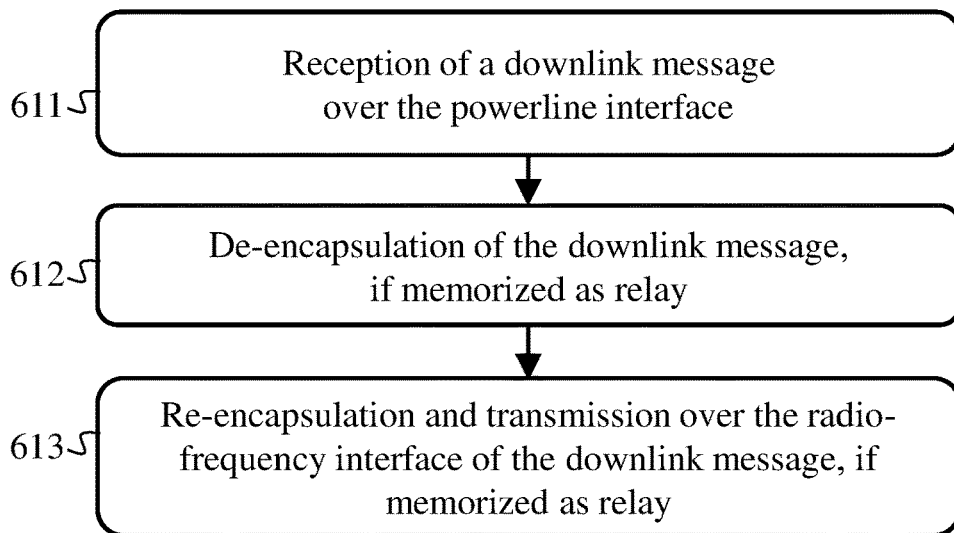 Reception of a downlink message
611
over the powerline interface
De-encapsulation of the downlink message,
612
if memorized as relay
Re-encapsulation and transmission over the radio-
613
frequency interface of the downlink message, if
memorized as relay